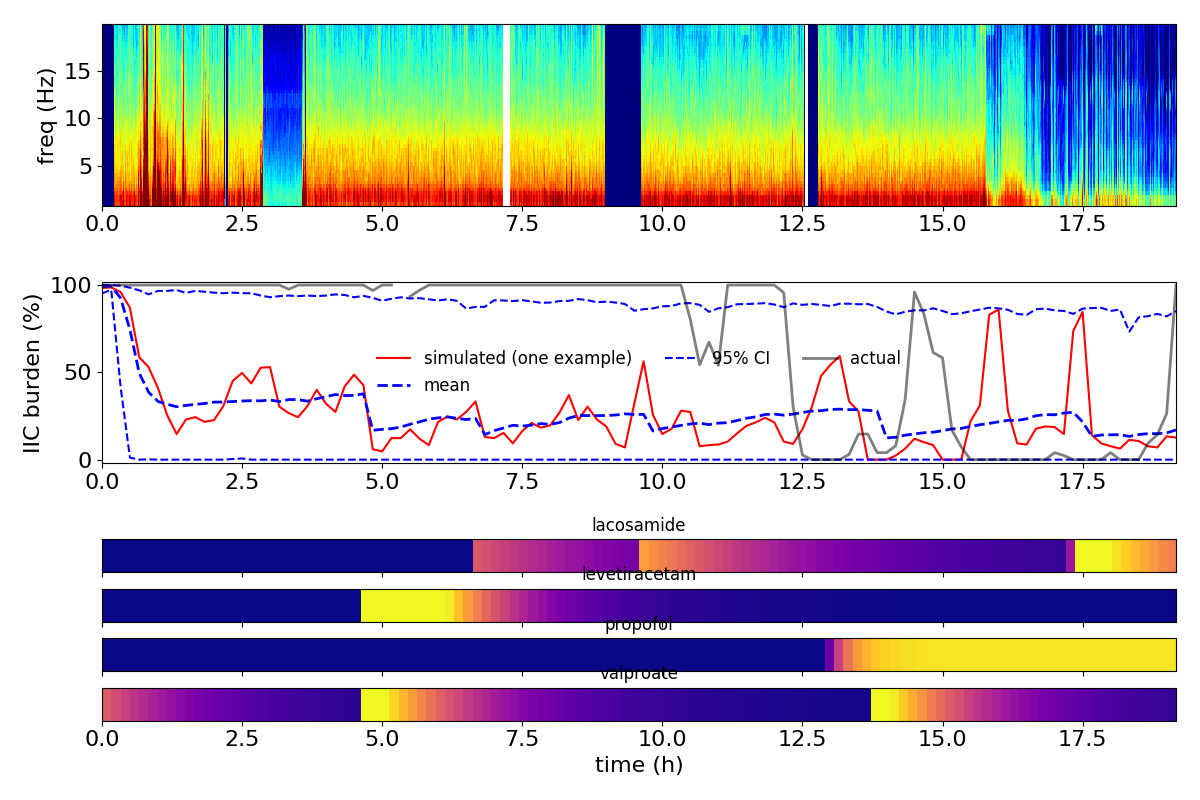 freq (Hz)
15
10
5
0.0 2.5 5.0 7.5 10.0 12.5 15.0 17.5
IIC burden (%)
100
50
0
simulated (one example) 95% CI actual
mean
0.0 2.5 5.0 7.5 10.0 12.5 15.0 17.5
lacosamide
levetiracetam
propofol
valproate
0.0 2.5 5.0 7.5 10.0 12.5 15.0 17.5
time (h)